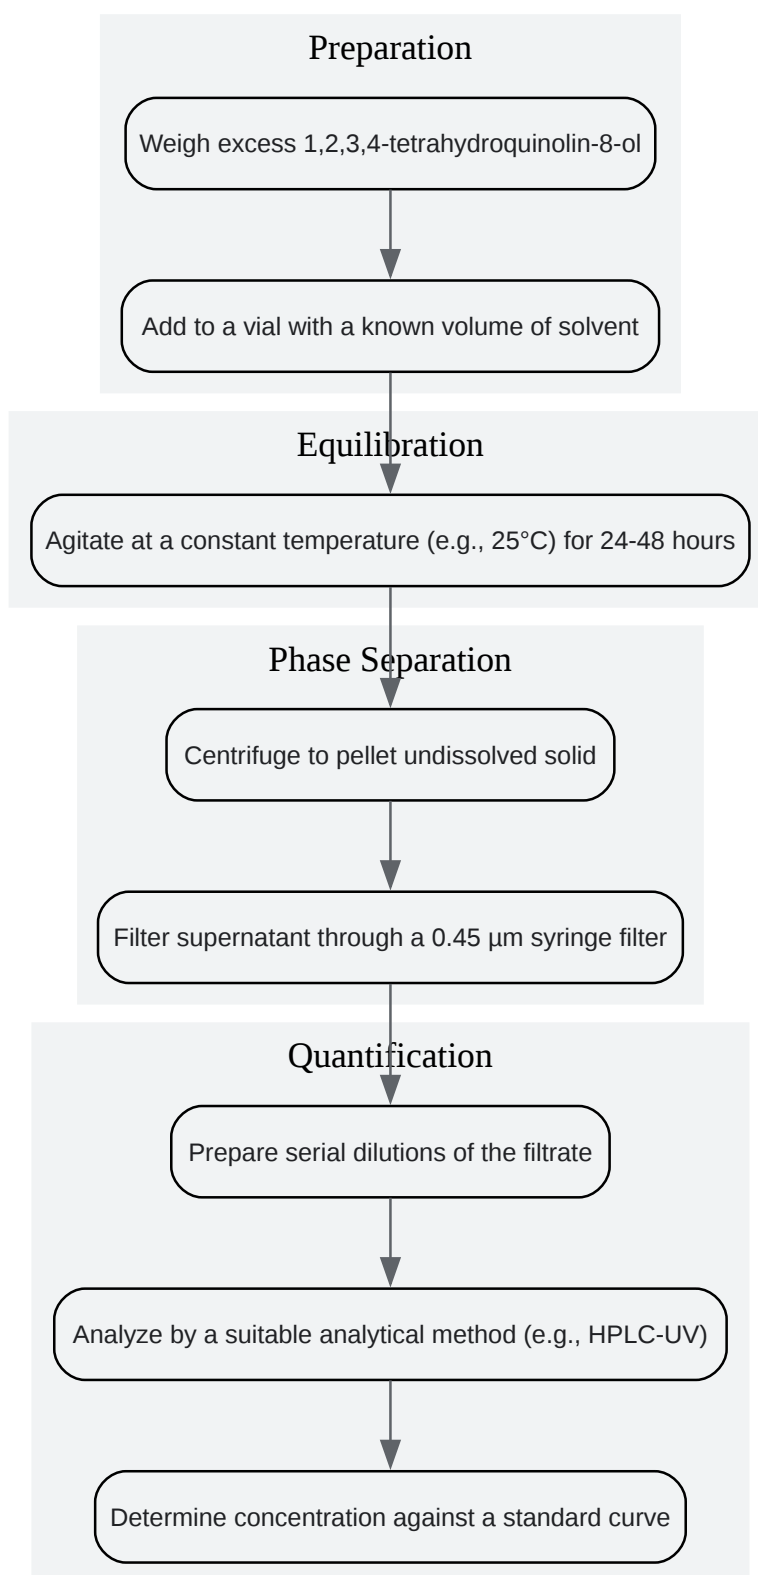 Preparation
Weigh excess 1,2,3,4-tetrahydroquinolin-8-ol
Add to a vial with a known volume of solvent
Equilibration
Agitate at a constant temperature (e.g., 25°C) for 24-48 hours
Phase Separation
Centrifuge to pellet undissolved solid
Filter supernatant through a 0.45 µm syringe filter
Quantification
Prepare serial dilutions of the filtrate
Analyze by a suitable analytical method (e.g., HPLC-UV)
Determine concentration against a standard curve